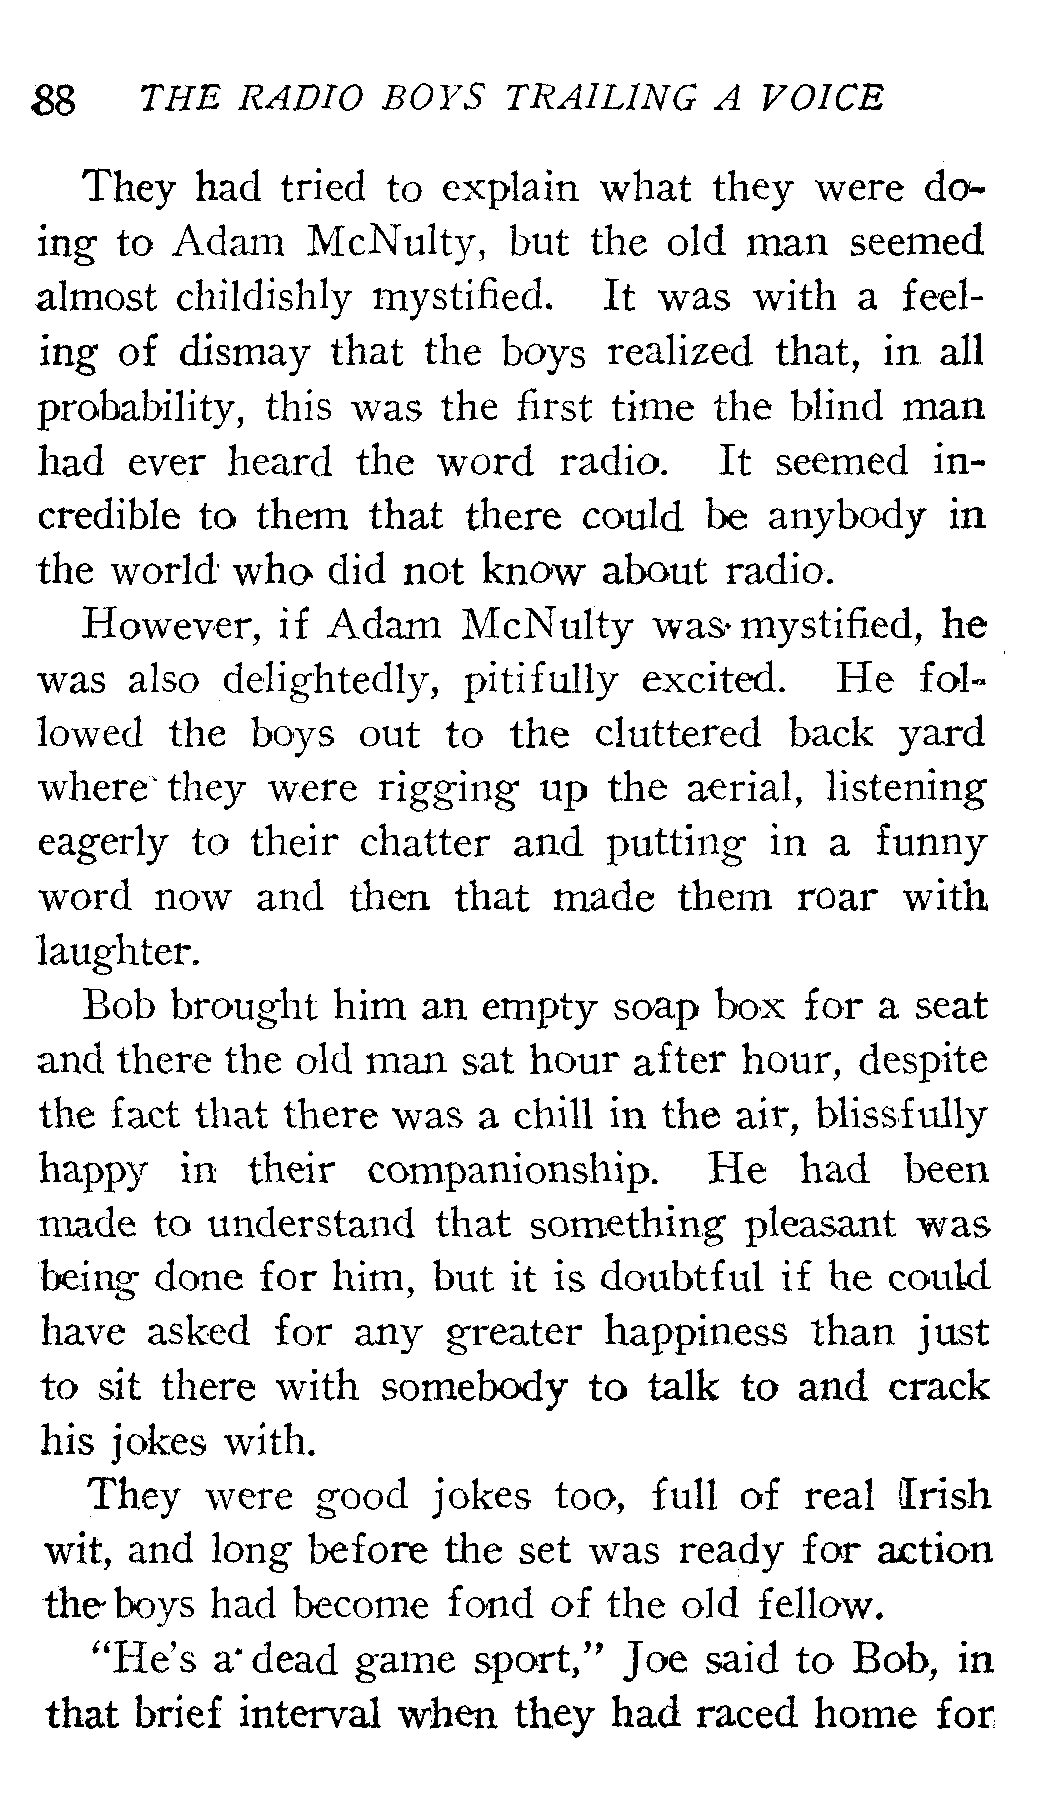 88 THE RADIO BOYS TRAILING A VOICE
They had tried to explain what they were do-
ing to Adam McNulty, but the old man seemed
almost childishly mystified. It was with a feel-
ing of dismay that the boys realized that, in all
probability, this was the first time the blind man
had ever heard the word radio. It seemed in-
credible to them that there could be anybody in
the world who did not know about radio.
However, if Adam McNulty was mystified, he
was also delightedly, pitifully excited. He fol-
lowed the boys out to the cluttered back yard
where they were rigging up the aerial, listening
eagerly to their chatter and putting in a funny
word now and then that made them roar with
laughter.
Bob brought him an empty soap box for a seat
and there the old man sat hour after hour, despite
the fact that there was a chill in the air, blissfully
happy in their companionship. He had been
made to understand that something pleasant was
being done for him, but it is doubtful if he could
have asked for any greater happiness than just
to sit there with somebody to talk to and crack
his jokes with.
They were good jokes too, full of real Irish
wit, and long before the set was ready for action
the boys had become fond of the old fellow.
“He’s a dead game sport,” Joe said to Bob, in
that brief interval when they had raced home for